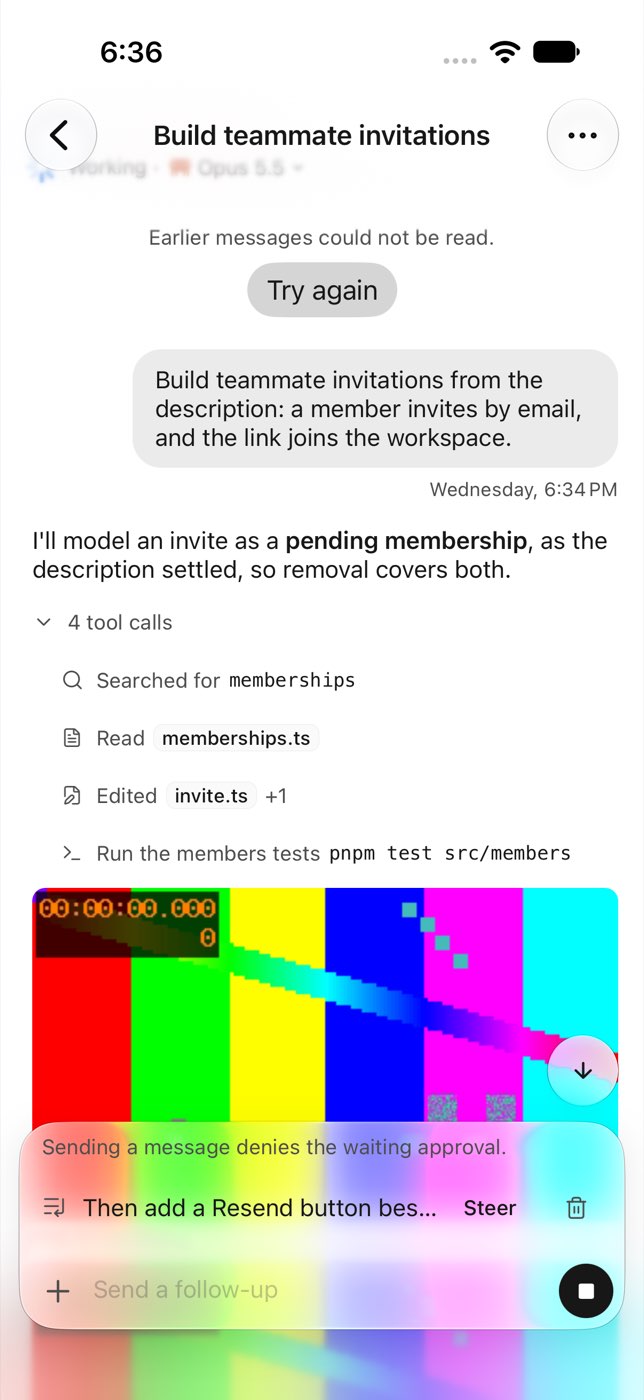 6:36
Build teammate invitations
Working · Opus 5.5
Earlier messages could not be read.
Try again
Build teammate invitations from the
description: a member invites by email,
and the link joins the workspace.
Wednesday, 6:34 PM
I'll model an invite as a pending membership, as the
description settled, so removal covers both.
4 tool calls
Searched for memberships
Read memberships.ts
Edited invite.ts +1
Run the members tests pnpm test src/members
00:00:00.000
0
Sending a message denies the waiting approval.
Then add a Resend button bes... Steer
Send a follow-up